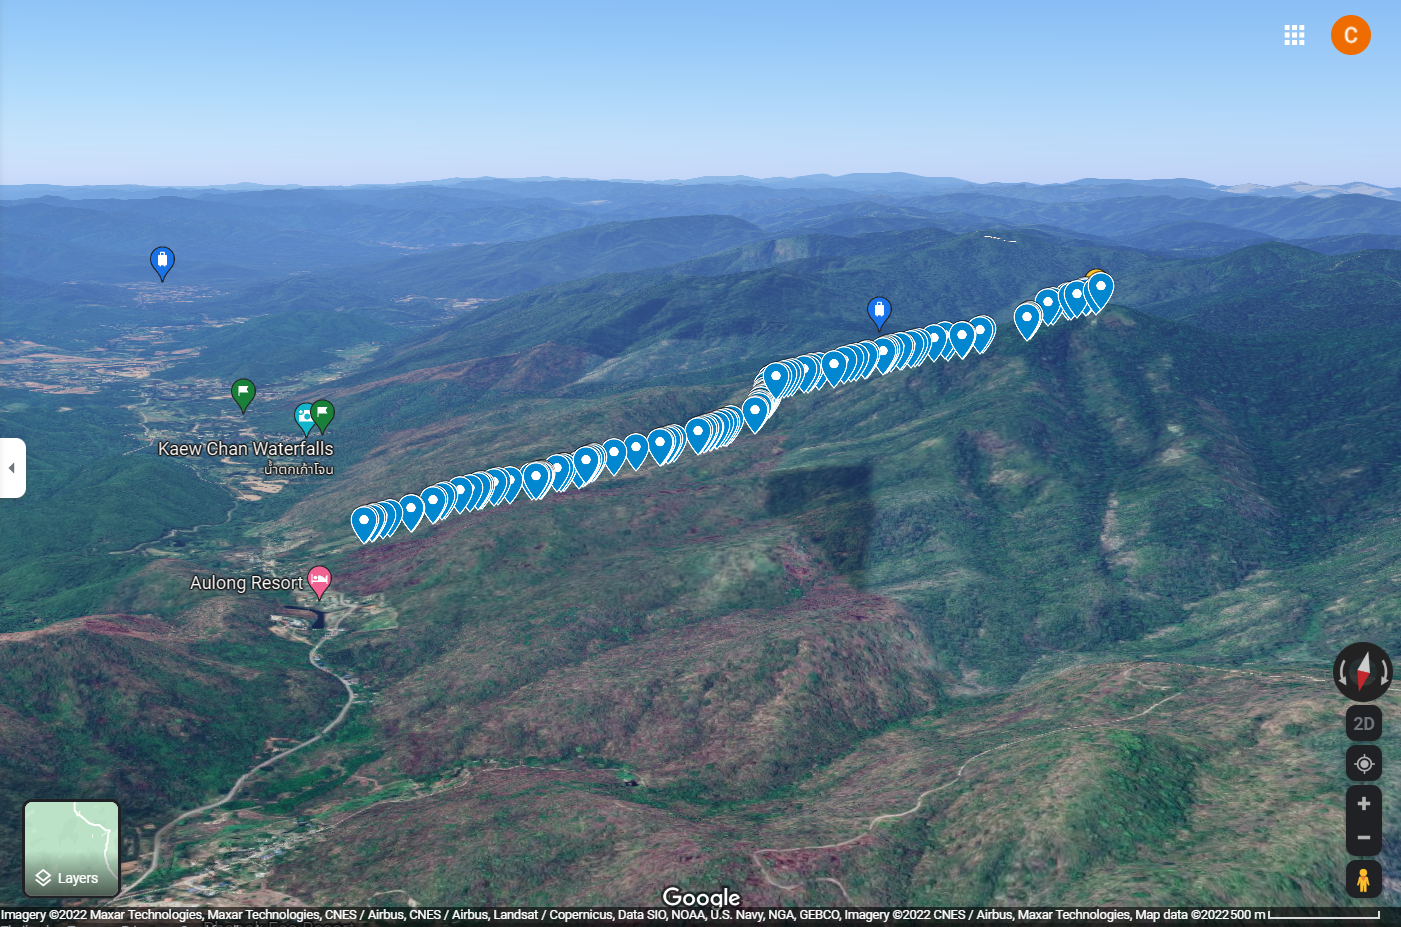 C
Kaew Chan Waterfalls
น้ำตกเก้าโจน
Aulong Resort
2D
Layers
Google
Imagery ©2022 Maxar Technologies, Maxar Technologies, CNES / Airbus, CNES / Airbus, Landsat / Copernicus, Data SIO, NOAA, U.S. Navy, NGA, GEBCO, Imagery ©2022 CNES / Airbus, Maxar Technologies, Map data ©2022 500 m